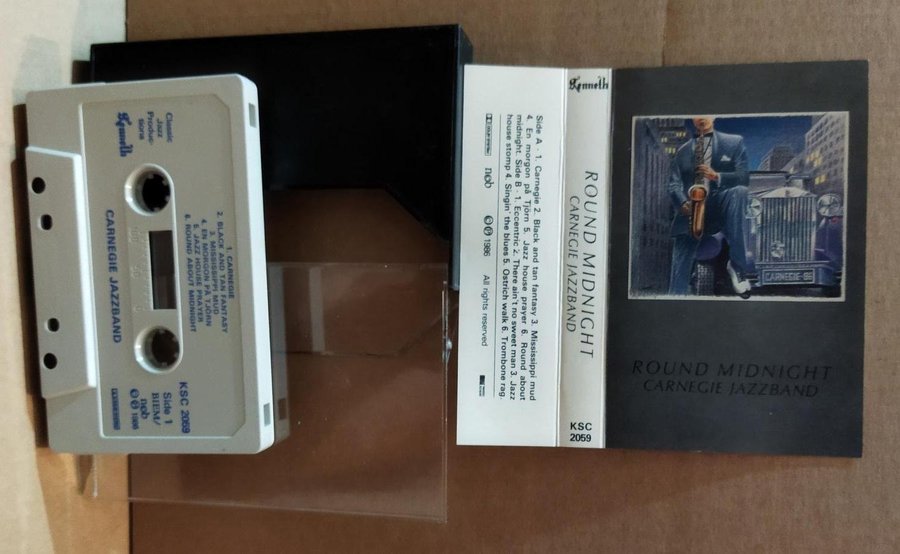 Kenneth
Classic
Jazz
Produc-
tions
1. CARNEGIE
2. BLACK AND TAN FANTASY
3. MISSISSIPPI MUD
4. EN MORGON PÅ TJÖRN
5. JAZZ HOUSE PRAYER
6. ROUND ABOUT MIDNIGHT
CARNEGIE JAZZBAND
KSC 2059
Side 1
BIEM/
ncb
©℗ 1986
Side A · 1. Carnegie 2. Black and tan fantasy 3. Mississippi mud
4. En morgon på Tjörn 5. Jazz house prayer 6. Round about
midnight. Side B · 1. Eccentric 2. There ain't no sweet man 3. Jazz
house stomp 4. Singin' the blues 5. Ostrich walk 6. Trombone rag.
ncb
©℗ 1986 All rights reserved
Kenneth
ROUND MIDNIGHT
CARNEGIE JAZZBAND
KSC
2059
CARNEGIE-86
ROUND MIDNIGHT
CARNEGIE JAZZBAND